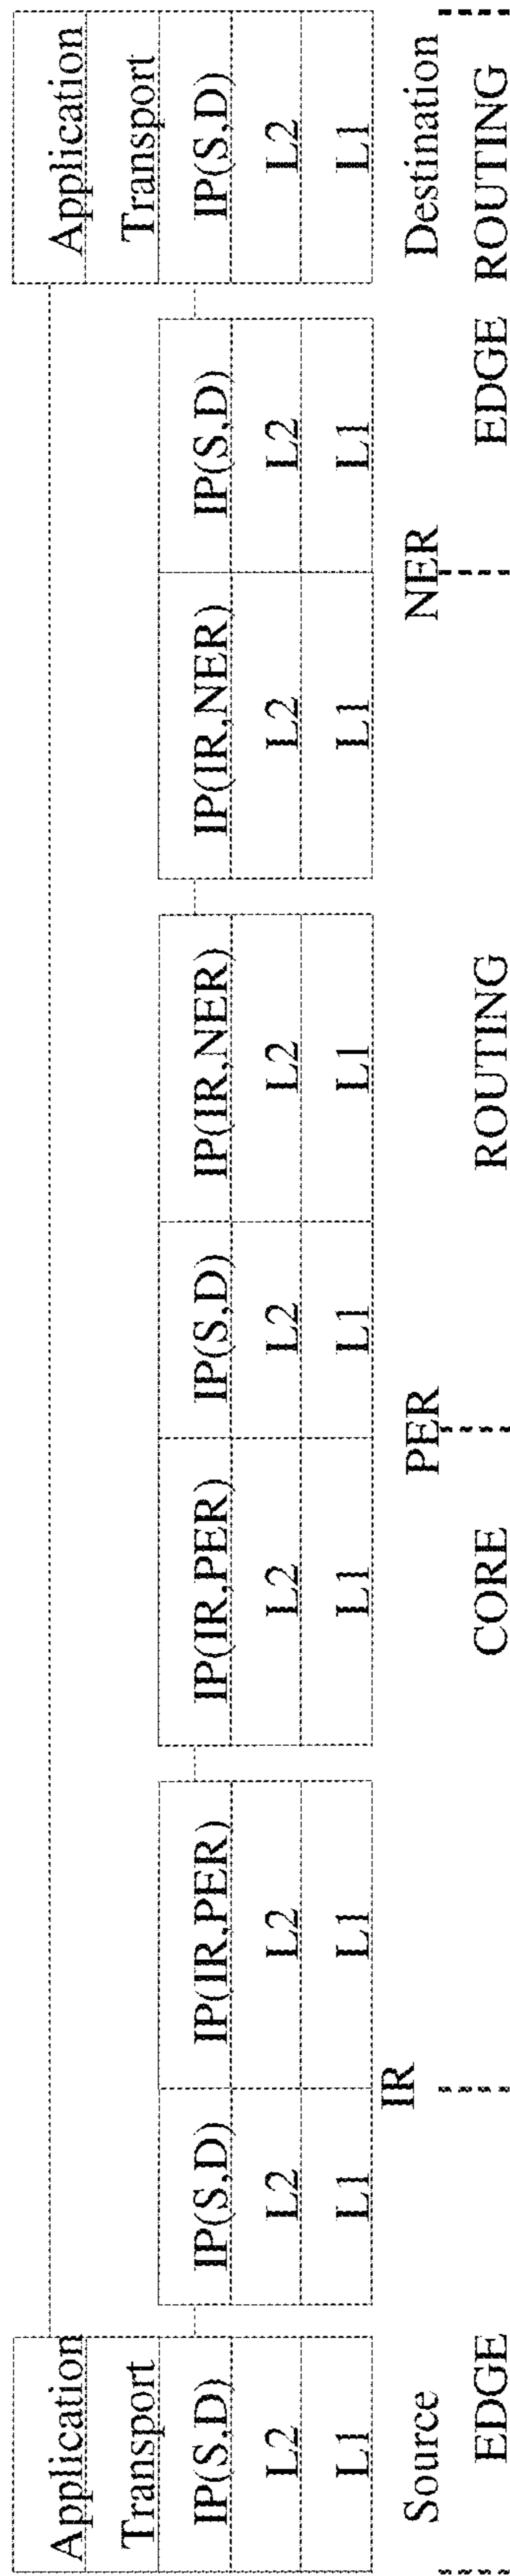 Application
Transport
IP(S,D)
L2
L1
Source
IP(S,D)
L2
L1
IP(IR,PER)
L2
L1
IR
IP(IR,PER)
L2
L1
IP(S,D)
L2
L1
IP(IR,NER)
L2
L1
PER
IP(IR,NER)
L2
L1
IP(S,D)
L2
L1
NER
Application
Transport
IP(S,D)
L2
L1
Destination
EDGE CORE ROUTING EDGE ROUTING